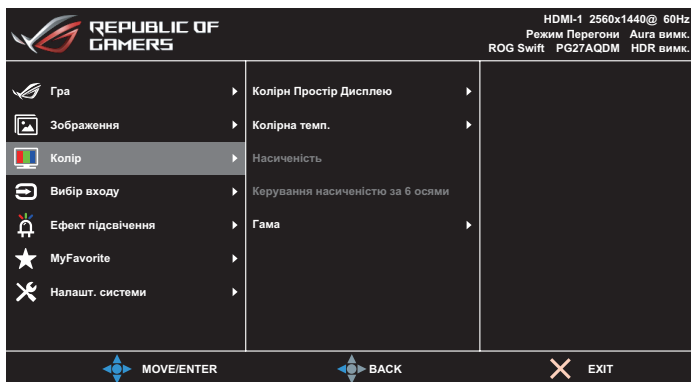 REPUBLIC OF
GAMERS
HDMI-1 2560x1440@ 60Hz
Режим Перегони Aura вимк.
ROG Swift PG27AQDM HDR вимк.
Гра
Зображення
Колір
Вибір входу
Ефект підсвічення
MyFavorite
Налашт. системи
Колірн Простір Дисплею
Колірна темп.
Насиченість
Керування насиченістю за 6 осями
Гама
MOVE/ENTER
BACK
EXIT